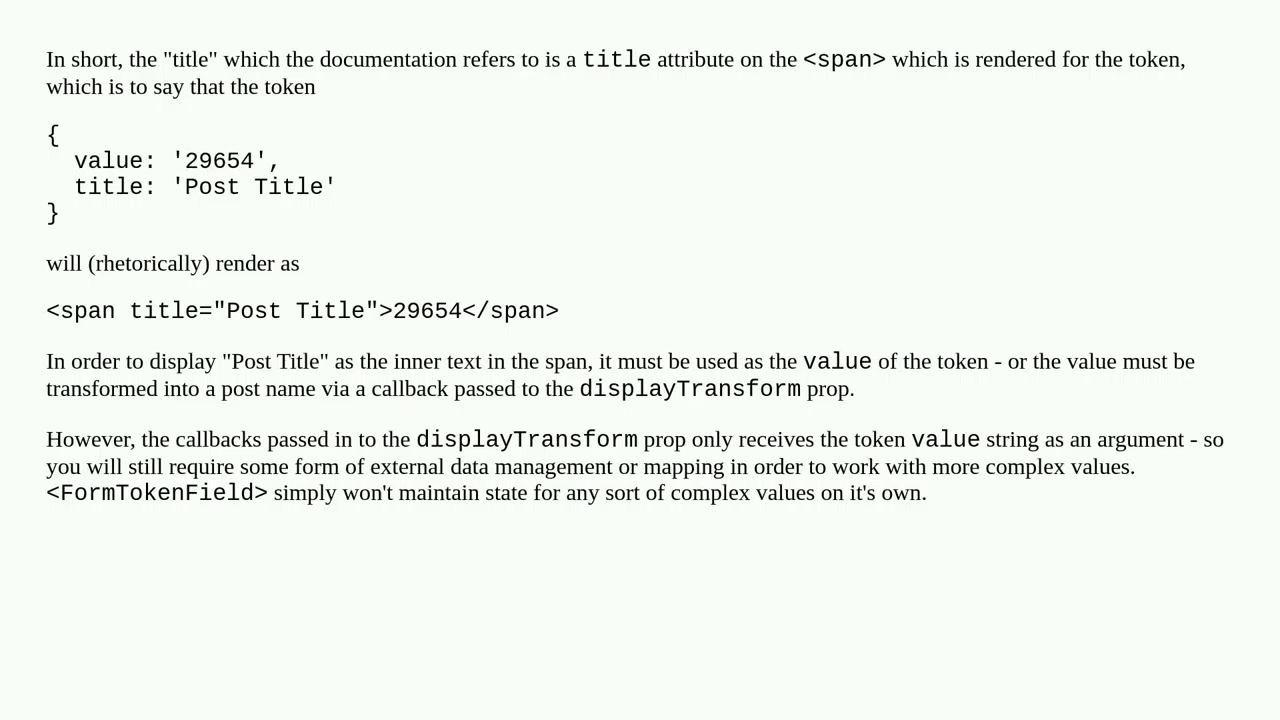 In short, the "title" which the documentation refers to is a title attribute on the <span> which is rendered for the token,
which is to say that the token
{
  value: '29654',
  title: 'Post Title'
}
will (rhetorically) render as
<span title="Post Title">29654</span>
In order to display "Post Title" as the inner text in the span, it must be used as the value of the token - or the value must be
transformed into a post name via a callback passed to the displayTransform prop.
However, the callbacks passed in to the displayTransform prop only receives the token value string as an argument - so
you will still require some form of external data management or mapping in order to work with more complex values.
<FormTokenField> simply won't maintain state for any sort of complex values on it's own.